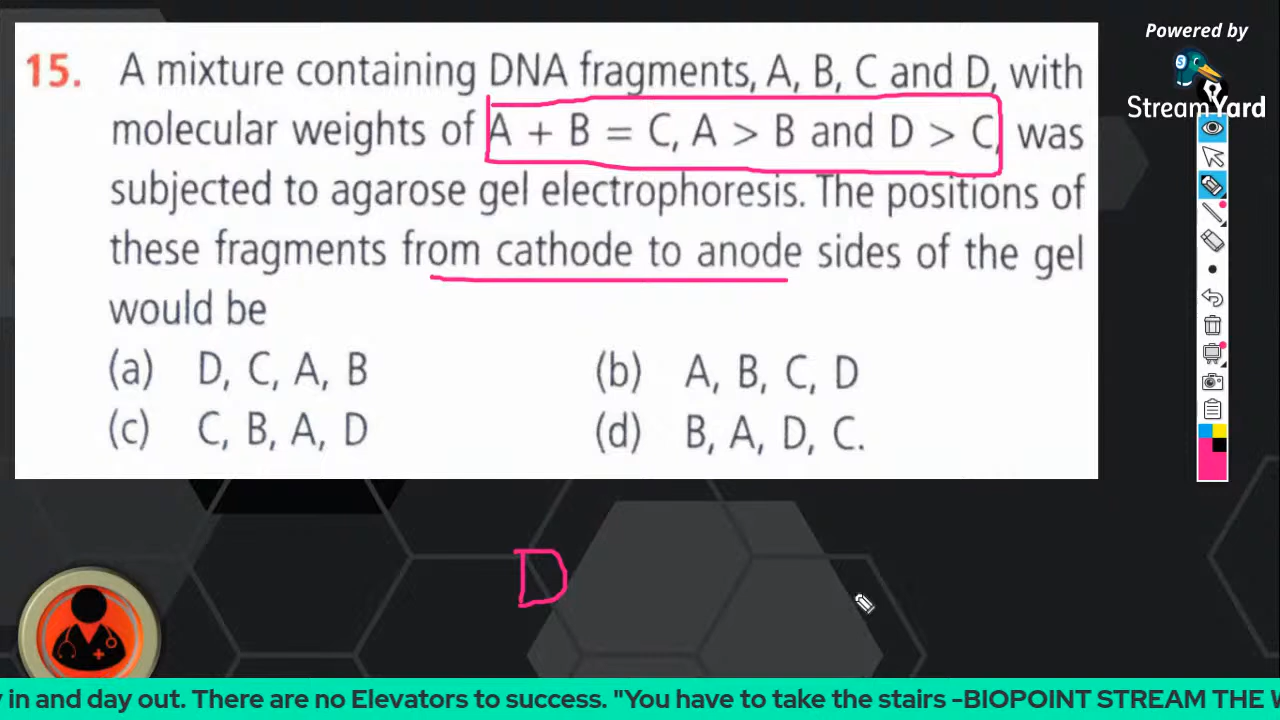 Powered by
StreamYard
15. A mixture containing DNA fragments, A, B, C and D, with
molecular weights of A + B = C, A > B and D > C, was
subjected to agarose gel electrophoresis. The positions of
these fragments from cathode to anode sides of the gel
would be
(a) D, C, A, B (b) A, B, C, D
(c) C, B, A, D (d) B, A, D, C.
D
in and day out. There are no Elevators to success. "You have to take the stairs -BIOPOINT STREAM THE